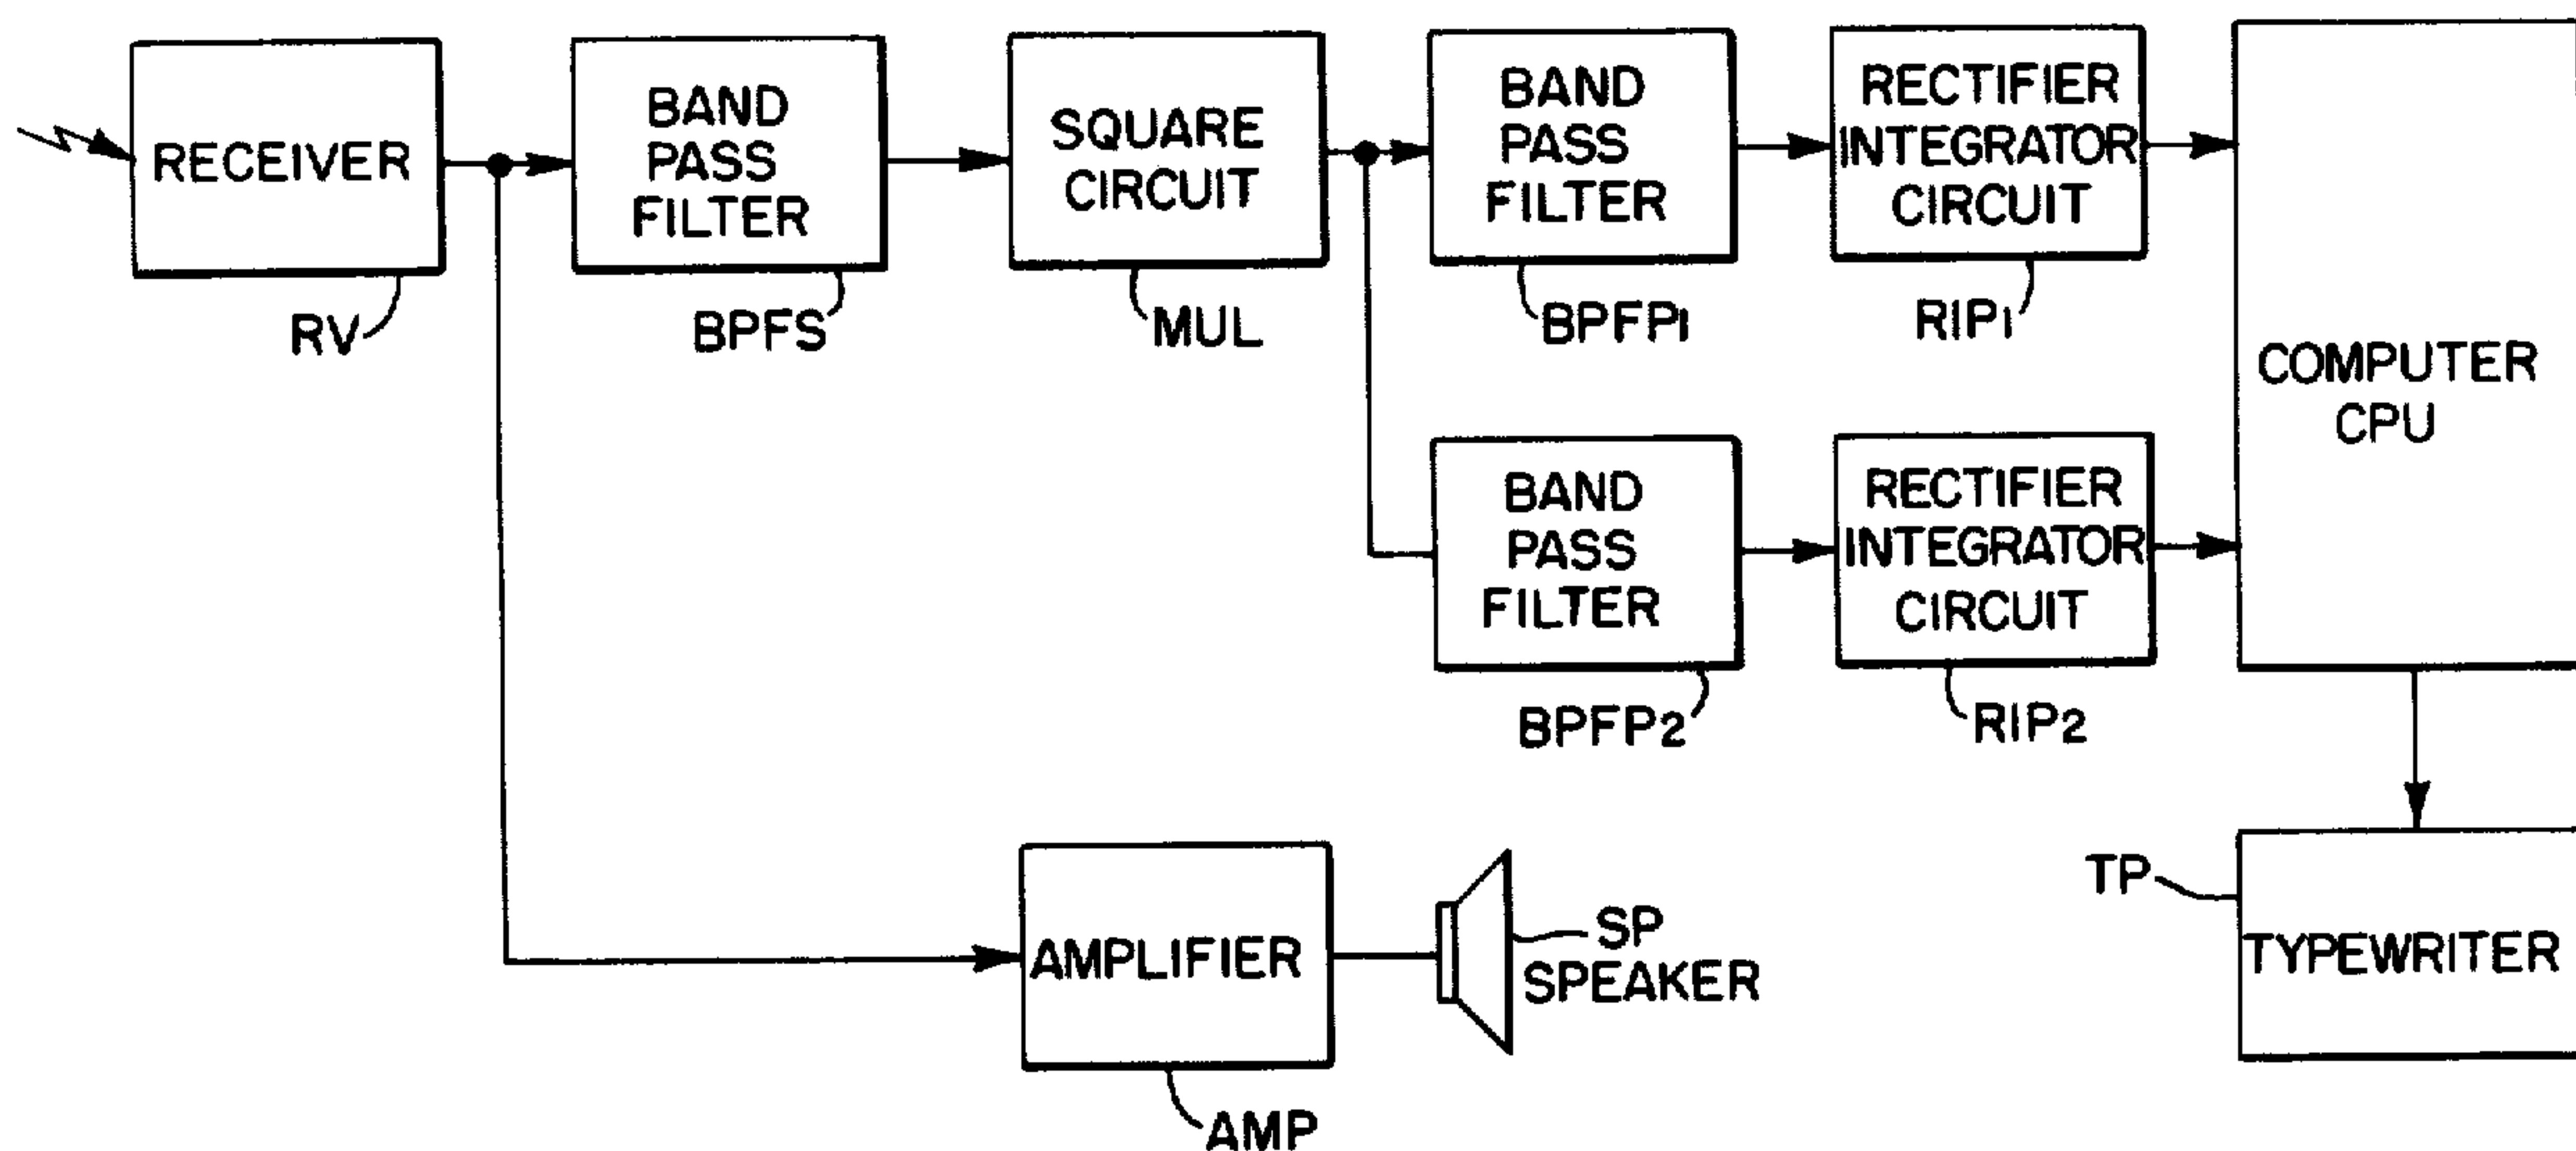 RECEIVER
RV
BAND
PASS
FILTER
BPFS
SQUARE
CIRCUIT
MUL
BAND
PASS
FILTER
BPFP1
RECTIFIER
INTEGRATOR
CIRCUIT
RIP1
COMPUTER
CPU
BAND
PASS
FILTER
BPFP2
RECTIFIER
INTEGRATOR
CIRCUIT
RIP2
AMPLIFIER
AMP
SP
SPEAKER
TP
TYPEWRITER